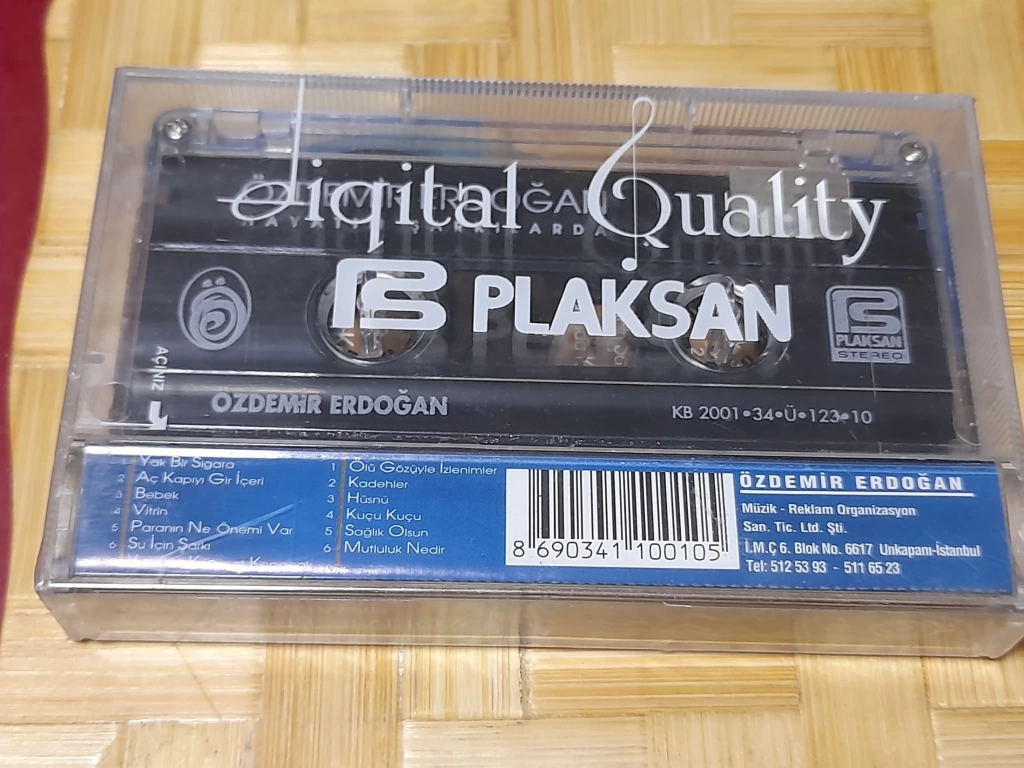 Digital Quality
ÖZDEMİR ERDOĞAN
HAYATI ŞARKILARDA
PLAKSAN
PLAKSAN
STEREO
AÇINIZ
ÖZDEMİR ERDOĞAN
KB 2001•34•Ü•123•10
1 Yak Bir Sigara
2 Aç Kapıyı Gir İçeri
3 Bebek
4 Vitrin
5 Paranın Ne Önemi Var
6 Su İçin Şarkı
1 Ölü Gözüyle İzlenimler
2 Kadehler
3 Hüsnü
4 Kuçu Kuçu
5 Sağlık Olsun
6 Mutluluk Nedir
8 690341 100105
ÖZDEMİR ERDOĞAN
Müzik - Reklam Organizasyon
San. Tic. Ltd. Şti.
İ.M.Ç 6. Blok No. 6617 Unkapanı-İstanbul
Tel: 512 53 93 - 511 65 23